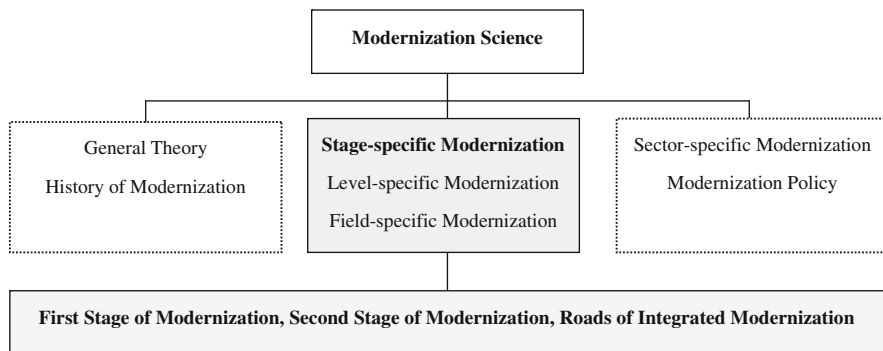 Modernization Science
General Theory
History of Modernization
Stage-specific Modernization
Level-specific Modernization
Field-specific Modernization
Sector-specific Modernization
Modernization Policy
First Stage of Modernization, Second Stage of Modernization, Roads of Integrated Modernization